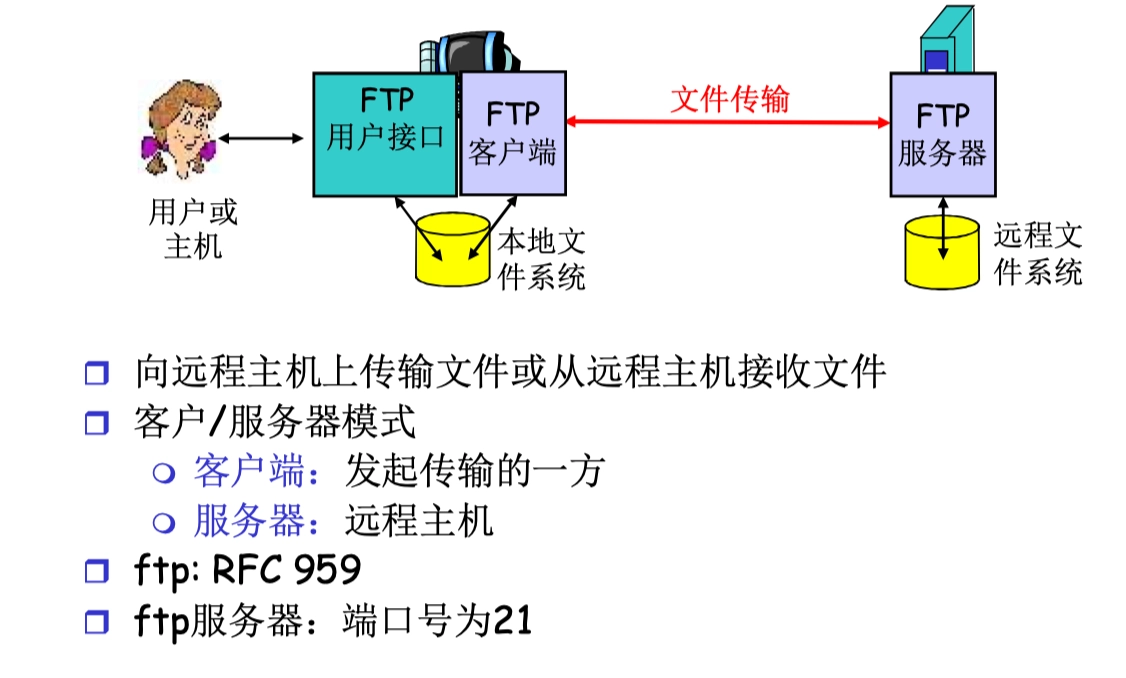 FTP
用户接口
FTP
客户端
文件传输
FTP
服务器
用户或
主机
本地文
件系统
远程文
件系统
向远程主机上传输文件或从远程主机接收文件
客户/服务器模式
客户端：发起传输的一方
服务器：远程主机
ftp: RFC 959
ftp服务器：端口号为21